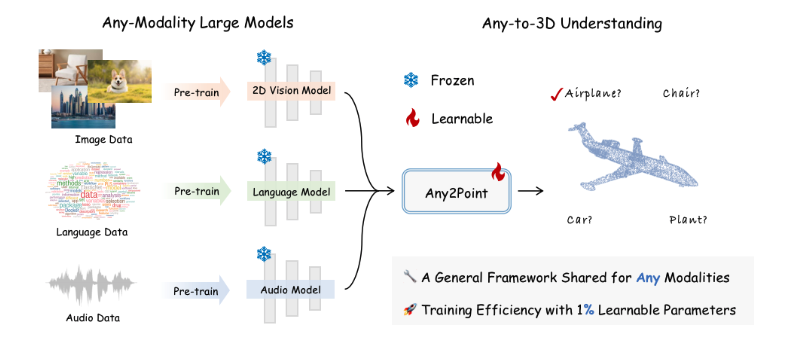 Any-Modality Large Models
Any-to-3D Understanding
Pre-train
2D Vision Model
Image Data
Frozen
Learnable
Airplane?
Chair?
methods
data
Pre-train
Language Model
Language Data
Any2Point
Car?
Plant?
Pre-train
Audio Model
Audio Data
A General Framework Shared for Any Modalities
Training Efficiency with 1% Learnable Parameters